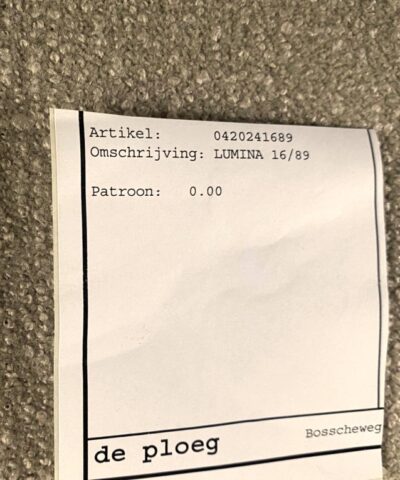 Artikel: 0420241689
Omschrijving: LUMINA 16/89
Patroon: 0.00
de ploeg
Bosscheweg